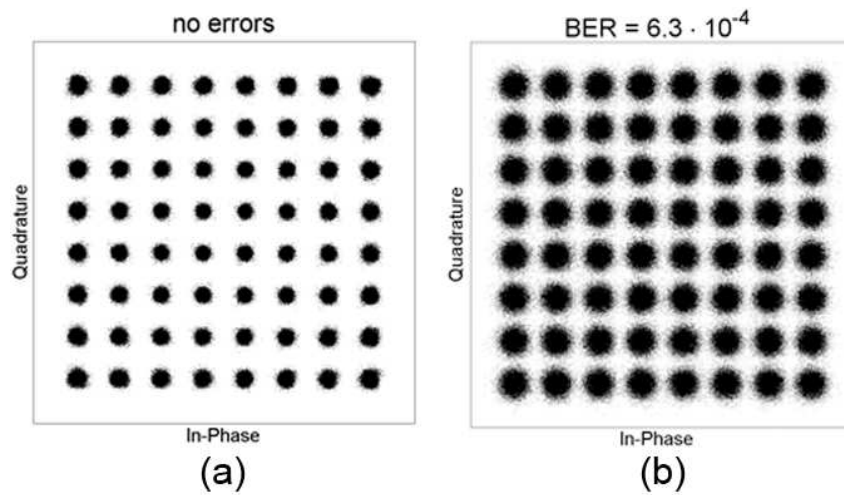 no errors
Quadrature
In-Phase
(a)
BER = 6.3 · 10⁻⁴
Quadrature
In-Phase
(b)